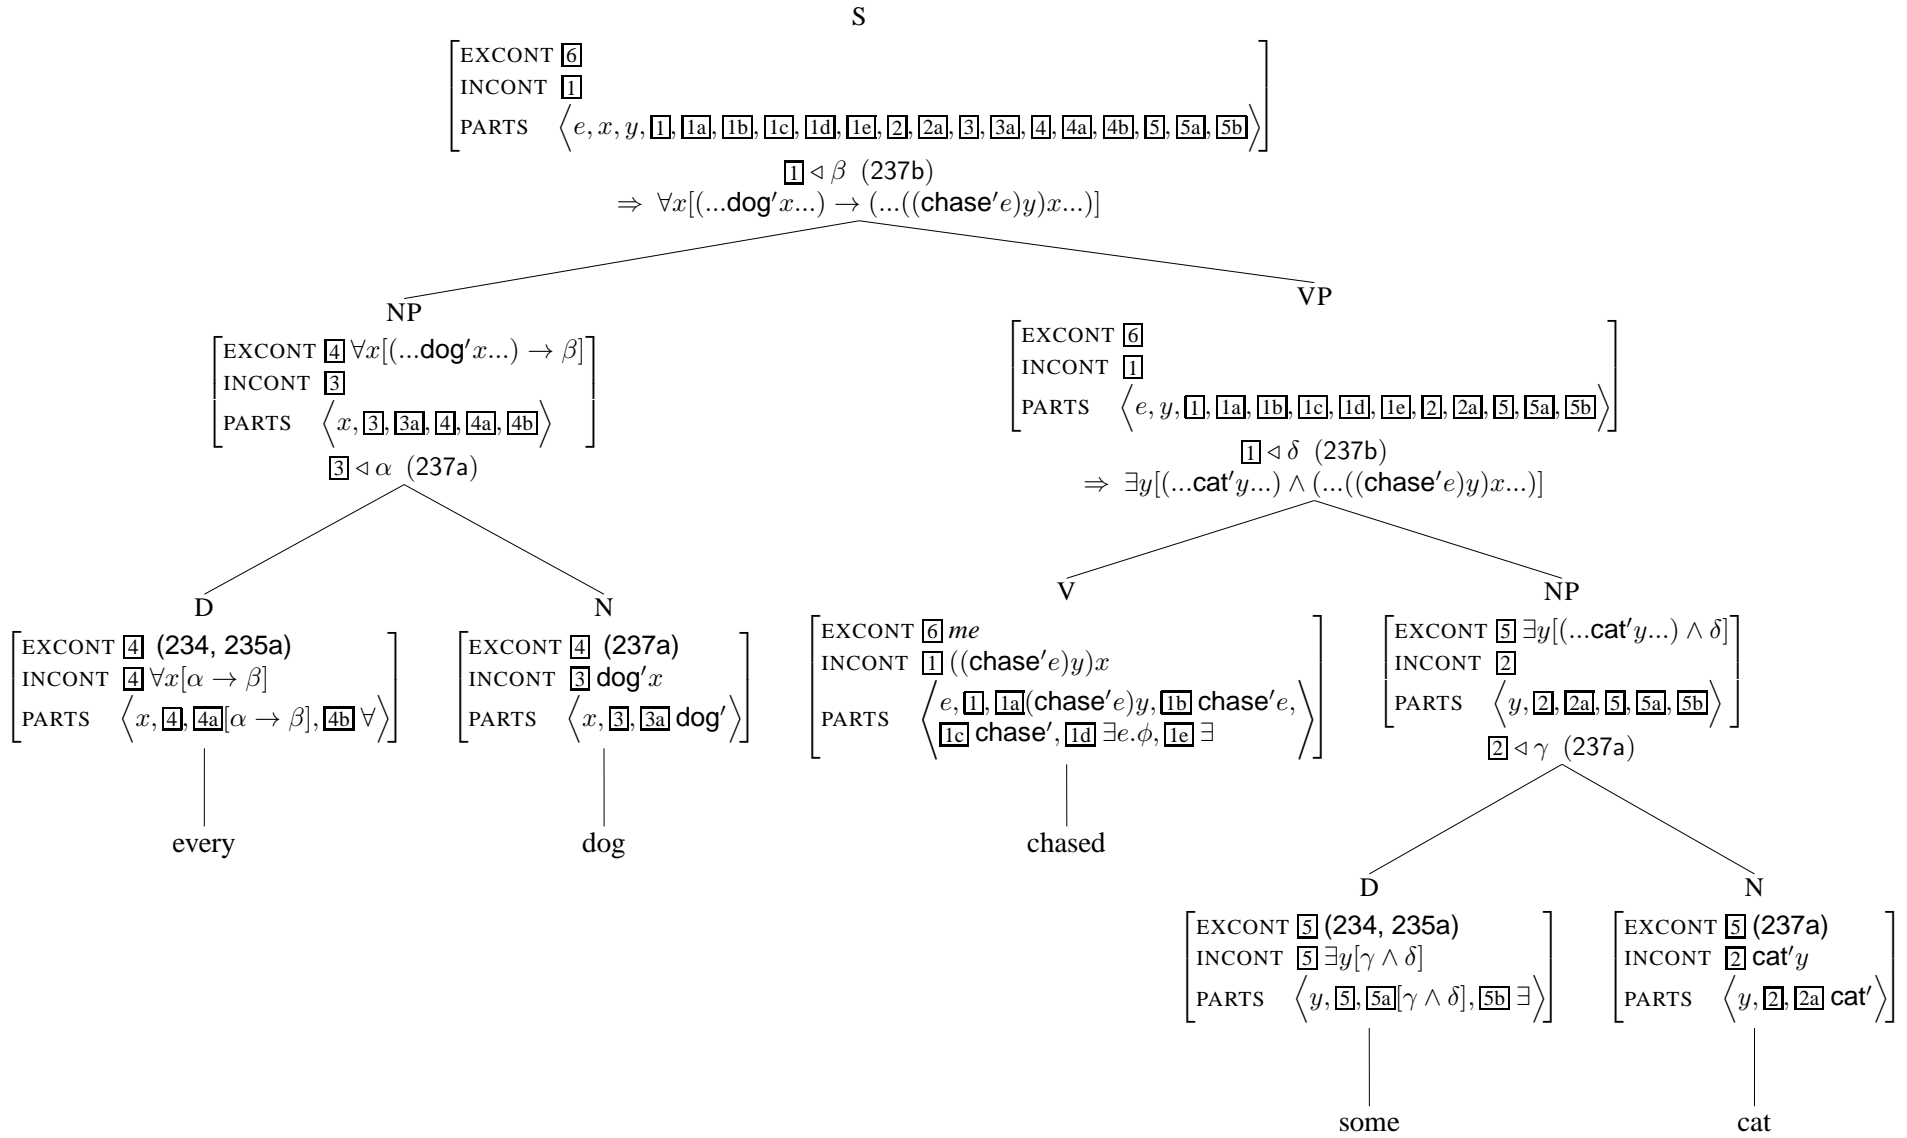 S
EXCONT 6
INCONT 1
PARTS ⟨e, x, y, 1, 1a, 1b, 1c, 1d, 1e, 2, 2a, 3, 3a, 4, 4a, 4b, 5, 5a, 5b⟩
1 ◁ β (237b)
⇒ ∀x[(...dog′x...) → (...((chase′e)y)x...)]
NP
EXCONT 4 ∀x[(...dog′x...) → β]
INCONT 3
PARTS ⟨x, 3, 3a, 4, 4a, 4b⟩
3 ◁ α (237a)
VP
EXCONT 6
INCONT 1
PARTS ⟨e, y, 1, 1a, 1b, 1c, 1d, 1e, 2, 2a, 5, 5a, 5b⟩
1 ◁ δ (237b)
⇒ ∃y[(...cat′y...) ∧ (...((chase′e)y)x...)]
D
EXCONT 4 (234, 235a)
INCONT 4 ∀x[α → β]
PARTS ⟨x, 4, 4a[α → β], 4b ∀⟩
every
N
EXCONT 4 (237a)
INCONT 3 dog′x
PARTS ⟨x, 3, 3a dog′⟩
dog
V
EXCONT 6 me
INCONT 1 ((chase′e)y)x
PARTS ⟨e, 1, 1a(chase′e)y, 1b chase′e,
1c chase′, 1d ∃e.ϕ, 1e ∃⟩
chased
NP
EXCONT 5 ∃y[(...cat′y...) ∧ δ]
INCONT 2
PARTS ⟨y, 2, 2a, 5, 5a, 5b⟩
2 ◁ γ (237a)
D
EXCONT 5 (234, 235a)
INCONT 5 ∃y[γ ∧ δ]
PARTS ⟨y, 5, 5a[γ ∧ δ], 5b ∃⟩
some
N
EXCONT 5 (237a)
INCONT 2 cat′y
PARTS ⟨y, 2, 2a cat′⟩
cat